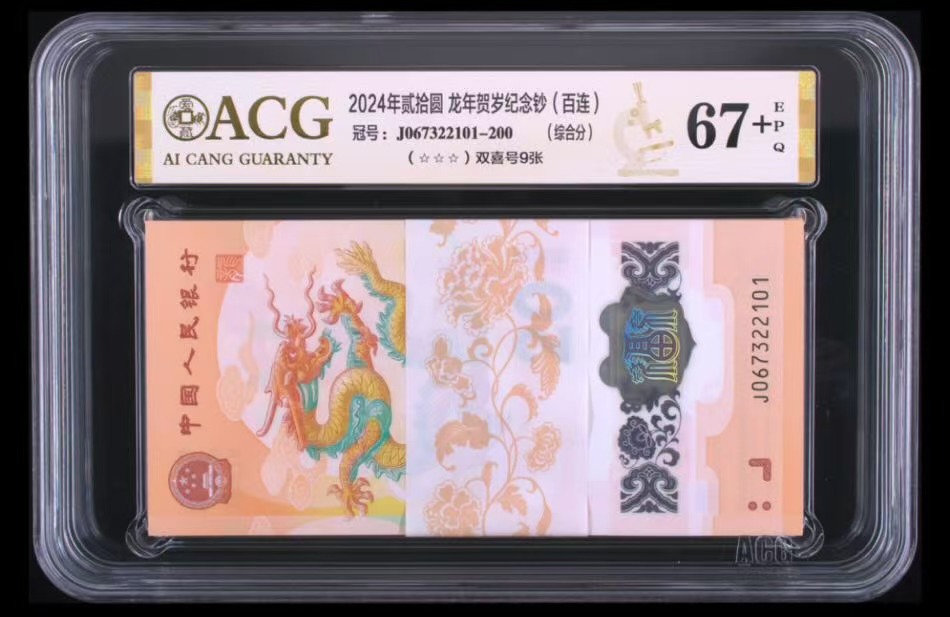 ACG
AI CANG GUARANTY
2024年贰拾圆 龙年贺岁纪念钞（百连）
冠号：J067322101-200 （综合分）
（☆☆☆）双喜号9张
67+
EPQ
中国人民银行
J067322101
ACG